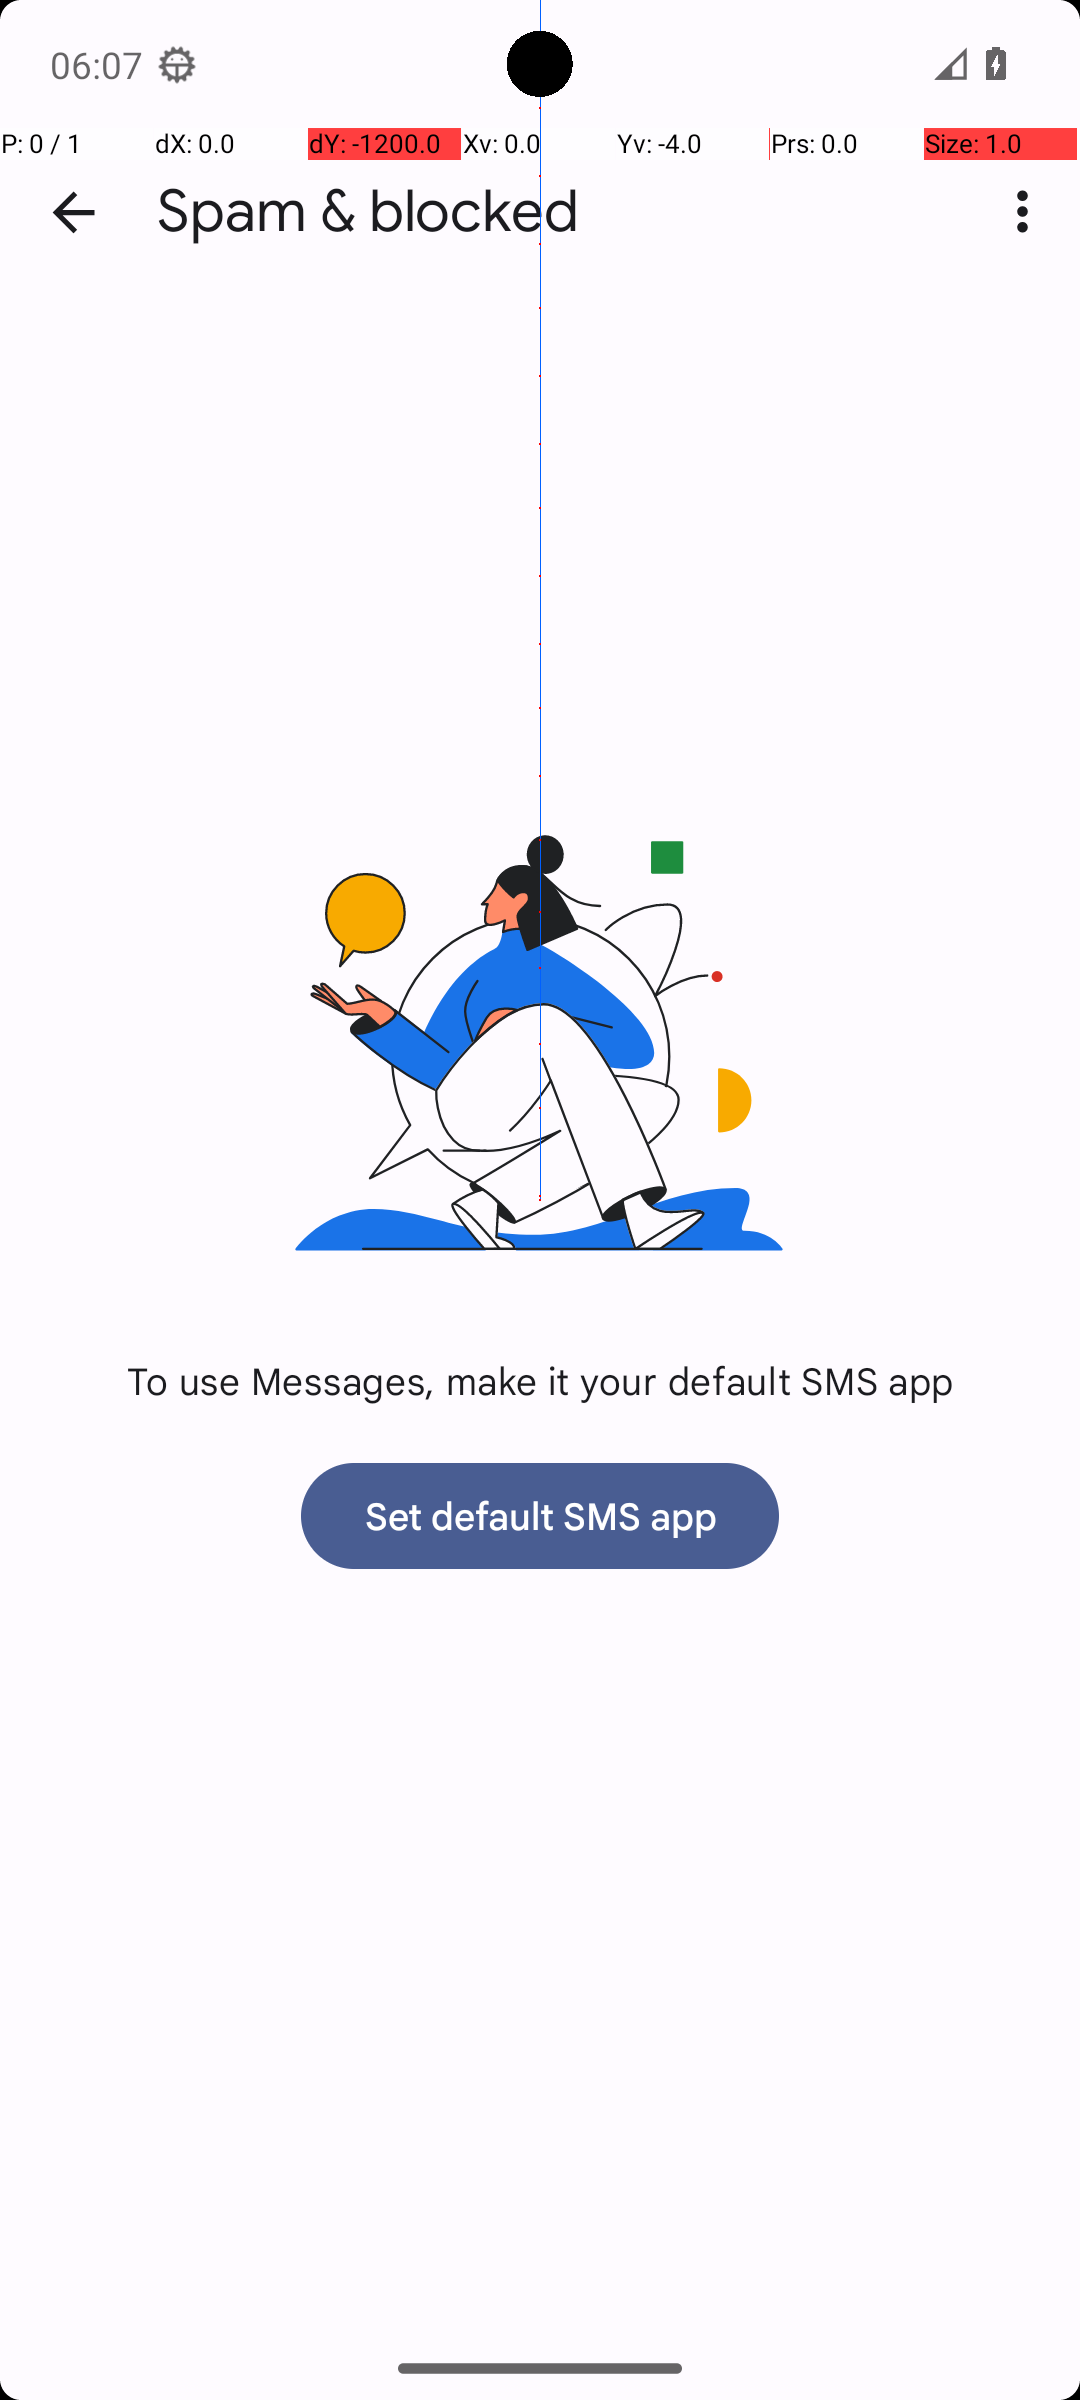 06:07
P: 0 / 1 dX: 0.0 dY: -1200.0 Xv: 0.0 Yv: -4.0 Prs: 0.0 Size: 1.0
Spam & blocked
To use Messages, make it your default SMS app
Set default SMS app